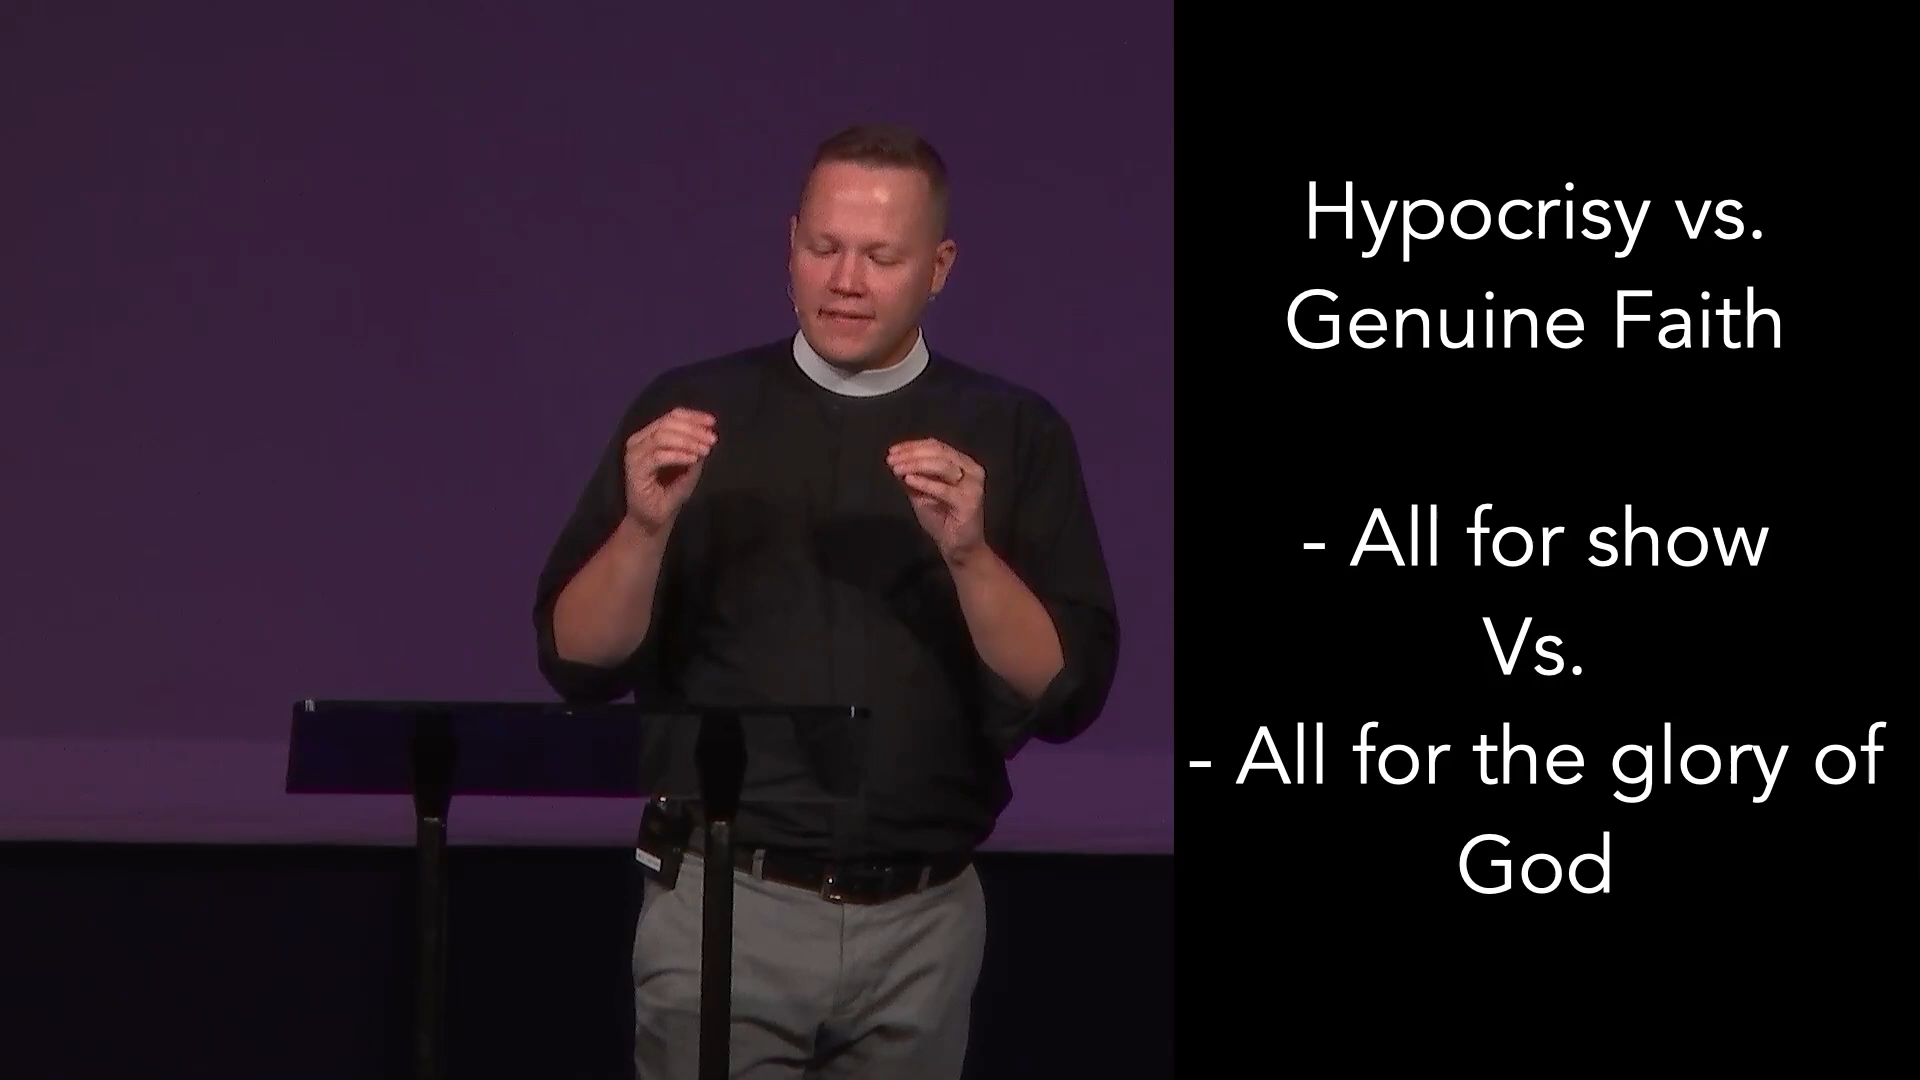 Hypocrisy vs.
Genuine Faith
- All for show
Vs.
- All for the glory of
God